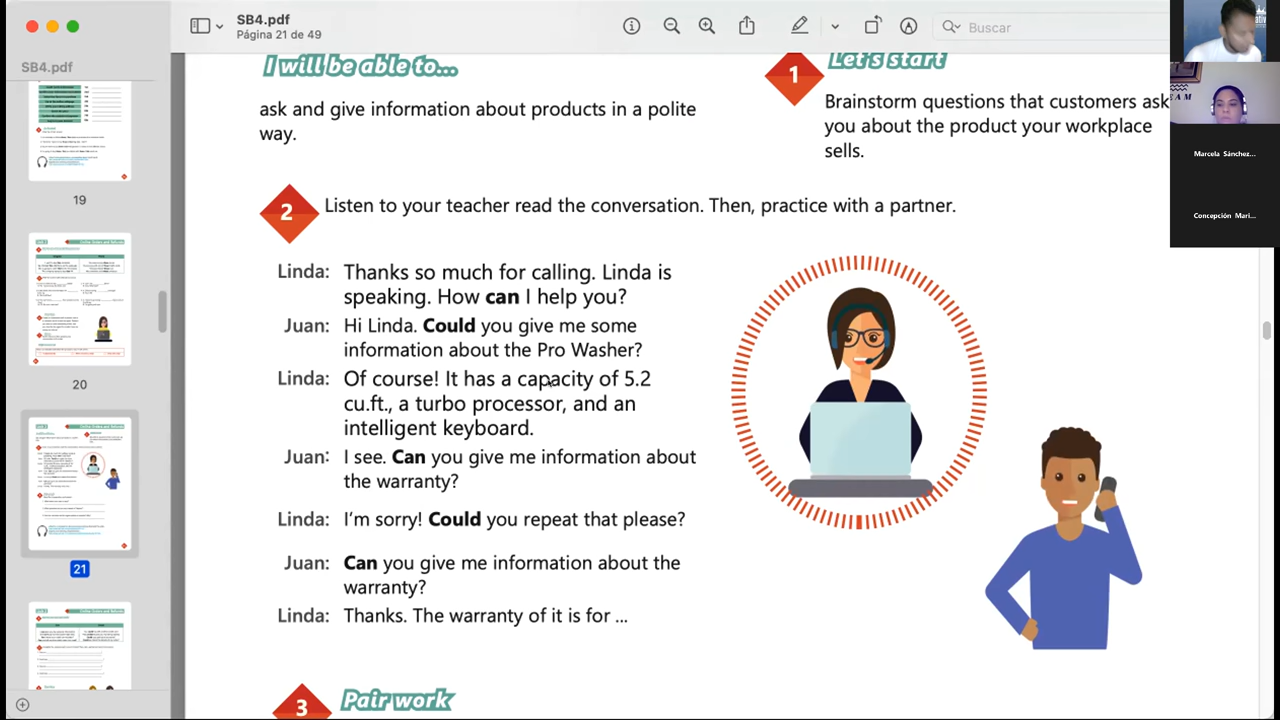 SB4.pdf
Página 21 de 49
Buscar
SB4.pdf
19
20
21
I will be able to...
ask and give information about products in a polite
way.
1
Let's start
Brainstorm questions that customers ask
you about the product your workplace
sells.
2
Listen to your teacher read the conversation. Then, practice with a partner.
Linda: Thanks so much for calling. Linda is
speaking. How can I help you?
Juan: Hi Linda. Could you give me some
information about the Pro Washer?
Linda: Of course! It has a capacity of 5.2
cu.ft., a turbo processor, and an
intelligent keyboard.
Juan: I see. Can you give me information about
the warranty?
Linda: I'm sorry! Could you repeat that please?
Juan: Can you give me information about the
warranty?
Linda: Thanks. The warranty of it is for ...
3
Pair work
Marcela Sánchez...
Concepción Mari...